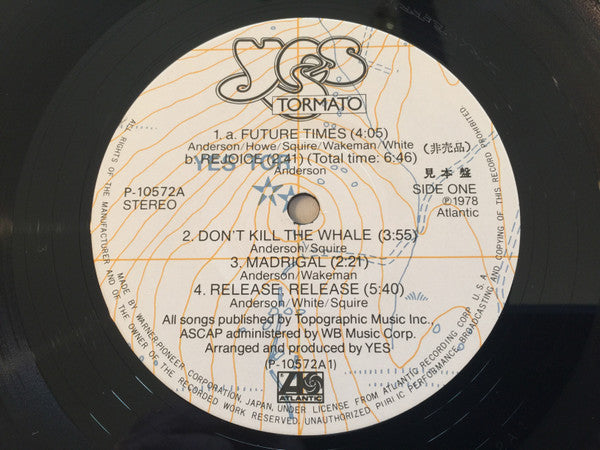 Yes
TORMATO
1. a. FUTURE TIMES (4:05)
Anderson/Howe/Squire/Wakeman/White
b. REJOICE (2:41) (Total time: 6:46)
Anderson
YES TOR
(非売品)
見本盤
P-10572A
STEREO
SIDE ONE
Ⓟ1978
Atlantic
2. DON'T KILL THE WHALE (3:55)
Anderson/Squire
3. MADRIGAL (2:21)
Anderson/Wakeman
4. RELEASE, RELEASE (5:40)
Anderson/White/Squire
All songs published by Topographic Music Inc.,
ASCAP administered by WB Music Corp.
Arranged and produced by YES
(P-10572A1)
ATLANTIC
ALL RIGHTS OF THE MANUFACTURER AND OF THE OWNER OF THE RECORDED WORK RESERVED. UNAUTHORIZED PUBLIC PERFORMANCE, BROADCASTING AND COPYING OF THIS RECORD PROHIBITED
MADE BY WARNER-PIONEER CORPORATION, JAPAN, UNDER LICENSE FROM ATLANTIC RECORDING CORP. U.S.A.